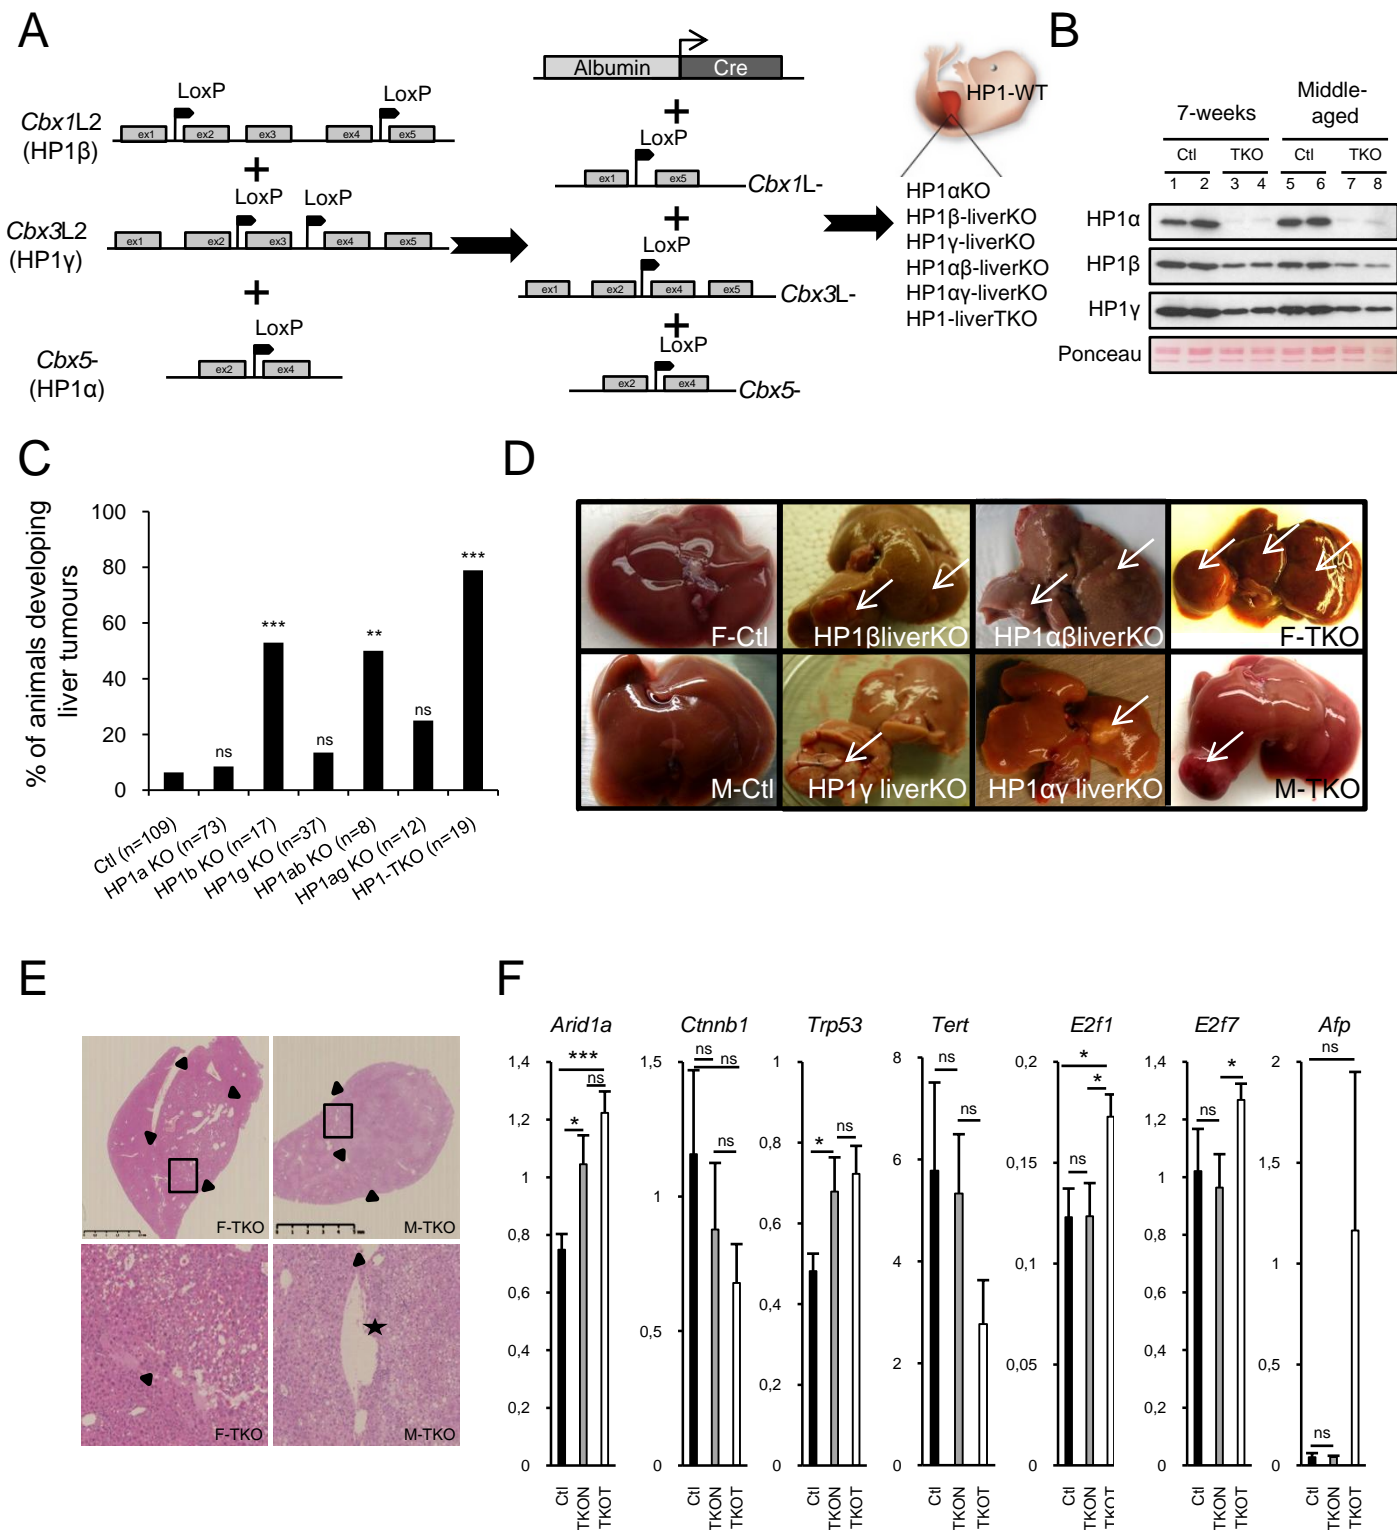 A
LoxP
LoxP
Cbx1L2
(HP1β)
ex1
ex2
ex3
ex4
ex5
+
LoxP
LoxP
Cbx3L2
(HP1γ)
ex1
ex2
ex3
ex4
ex5
+
LoxP
Cbx5-
(HP1α)
ex2
ex4
Albumin
Cre
+
LoxP
ex1
ex5
Cbx1L-
+
LoxP
ex1
ex2
ex4
ex5
Cbx3L-
+
LoxP
ex2
ex4
Cbx5-
HP1-WT
HP1αKO
HP1β-liverKO
HP1γ-liverKO
HP1αβ-liverKO
HP1αγ-liverKO
HP1-liverTKO
B
7-weeks
Middle-
aged
Ctl TKO Ctl TKO
1 2 3 4 5 6 7 8
HP1α
HP1β
HP1γ
Ponceau
C
% of animals developing
liver tumours
100
80
60
40
20
0
ns
***
ns
**
ns
***
Ctl (n=109)
HP1a KO (n=73)
HP1b KO (n=17)
HP1g KO (n=37)
HP1ab KO (n=8)
HP1ag KO (n=12)
HP1-TKO (n=19)
D
F-Ctl
HP1βliverKO
HP1αβliverKO
F-TKO
M-Ctl
HP1γ liverKO
HP1αγ liverKO
M-TKO
E
F-TKO
M-TKO
F-TKO
M-TKO
F
Arid1a
1,4
1,2
1
0,8
0,6
0,4
0,2
0
***
ns
*
Ctl
TKON
TKOT
Ctnnb1
1,5
1
0,5
0
ns
ns
ns
Ctl
TKON
TKOT
Trp53
1
0,8
0,6
0,4
0,2
0
*
ns
Ctl
TKON
TKOT
Tert
8
6
4
2
0
ns
ns
Ctl
TKON
TKOT
E2f1
0,2
0,15
0,1
0,05
0
*
*
ns
Ctl
TKON
TKOT
E2f7
1,4
1,2
1
0,8
0,6
0,4
0,2
0
*
ns
Ctl
TKON
TKOT
Afp
2
1,5
1
0,5
0
ns
ns
Ctl
TKON
TKOT